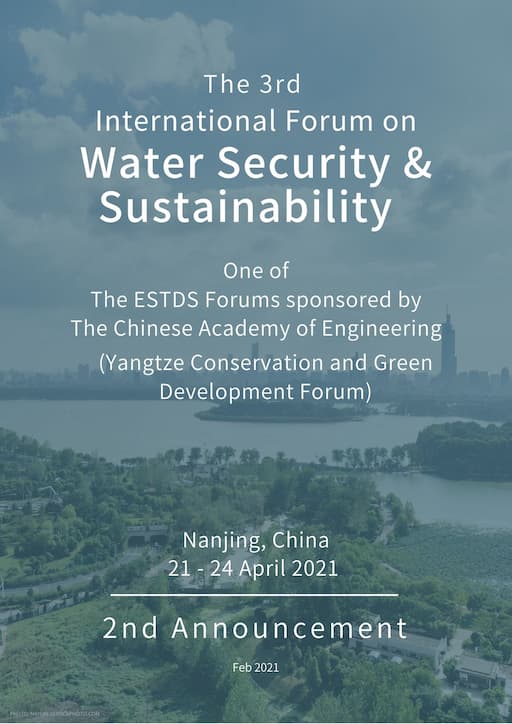 The 3rd
International Forum on
Water Security &
Sustainability
One of
The ESTDS Forums sponsored by
The Chinese Academy of Engineering
(Yangtze Conservation and Green
Development Forum)
Nanjing, China
21 - 24 April 2021
2nd Announcement
Feb 2021